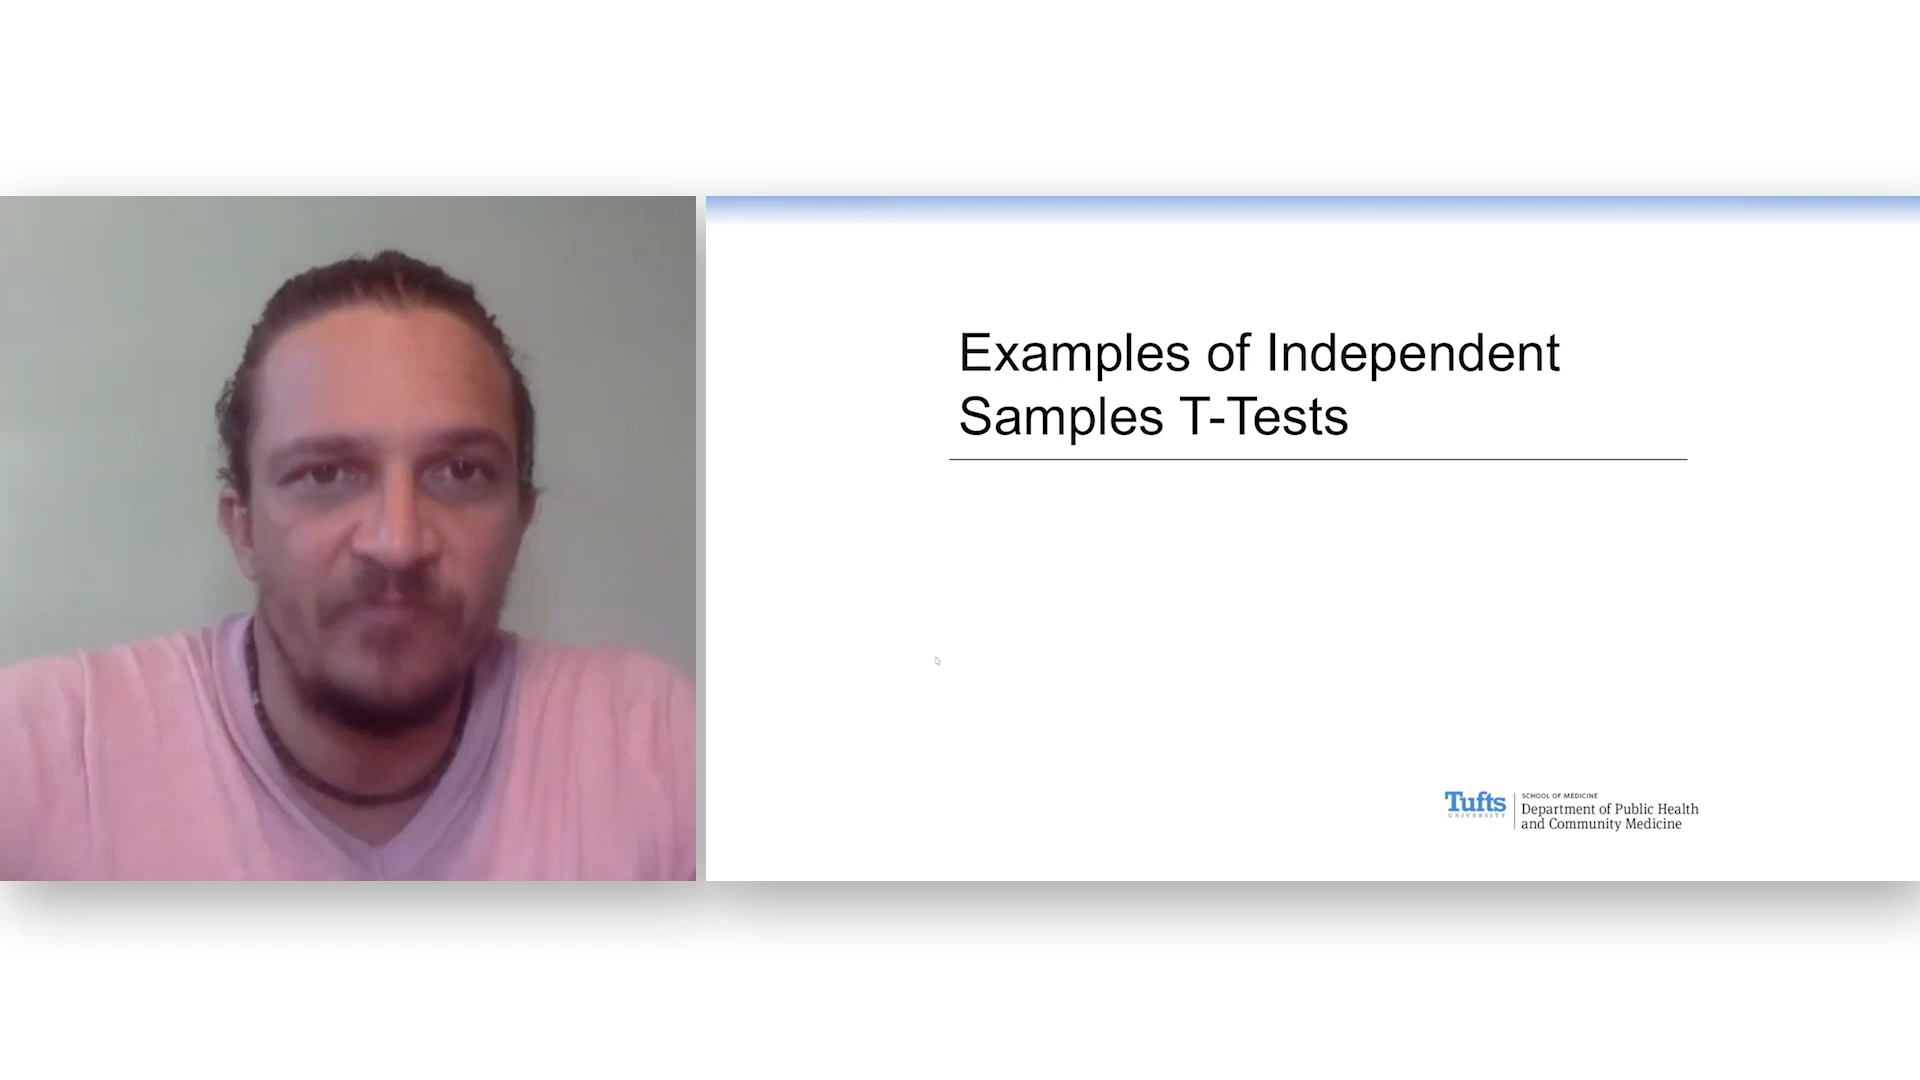 Examples of Independent
Samples T-Tests
Tufts
UNIVERSITY
SCHOOL OF MEDICINE
Department of Public Health
and Community Medicine